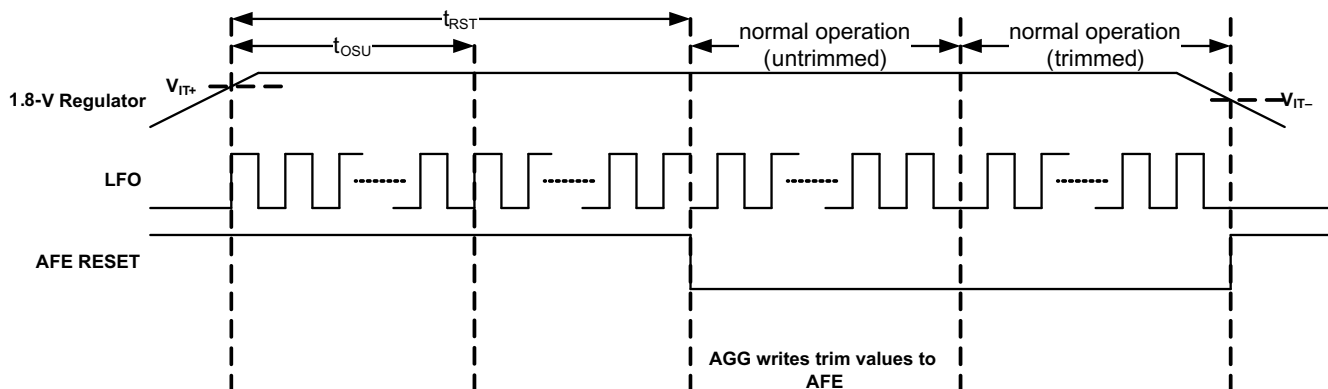 tRST
tOSU
normal operation
(untrimmed)
normal operation
(trimmed)
VIT+
1.8-V Regulator
VIT–
LFO
AFE RESET
AGG writes trim values to
AFE